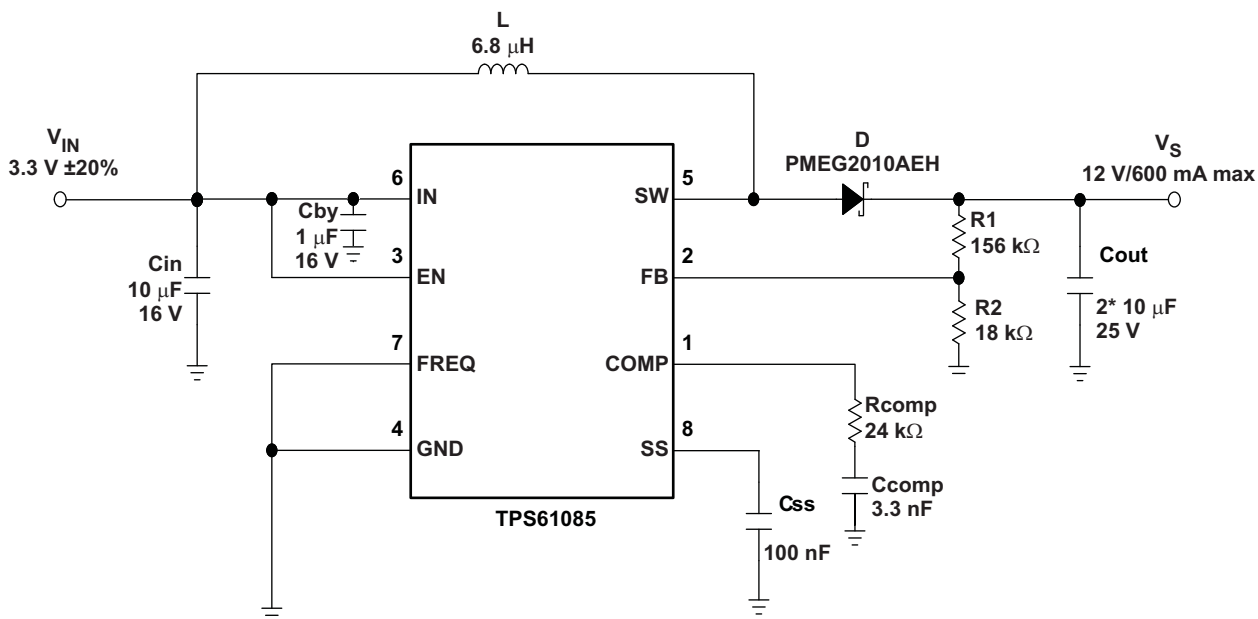 L
6.8 μH
V_IN
3.3 V ±20%
D
PMEG2010AEH
V_S
12 V/600 mA max
6
IN
SW
5
Cby
1 μF
16 V
R1
156 kΩ
3
EN
FB
2
Cin
10 μF
16 V
Cout
2* 10 μF
25 V
R2
18 kΩ
7
FREQ
COMP
1
Rcomp
24 kΩ
4
GND
SS
8
Ccomp
3.3 nF
Css
100 nF
TPS61085